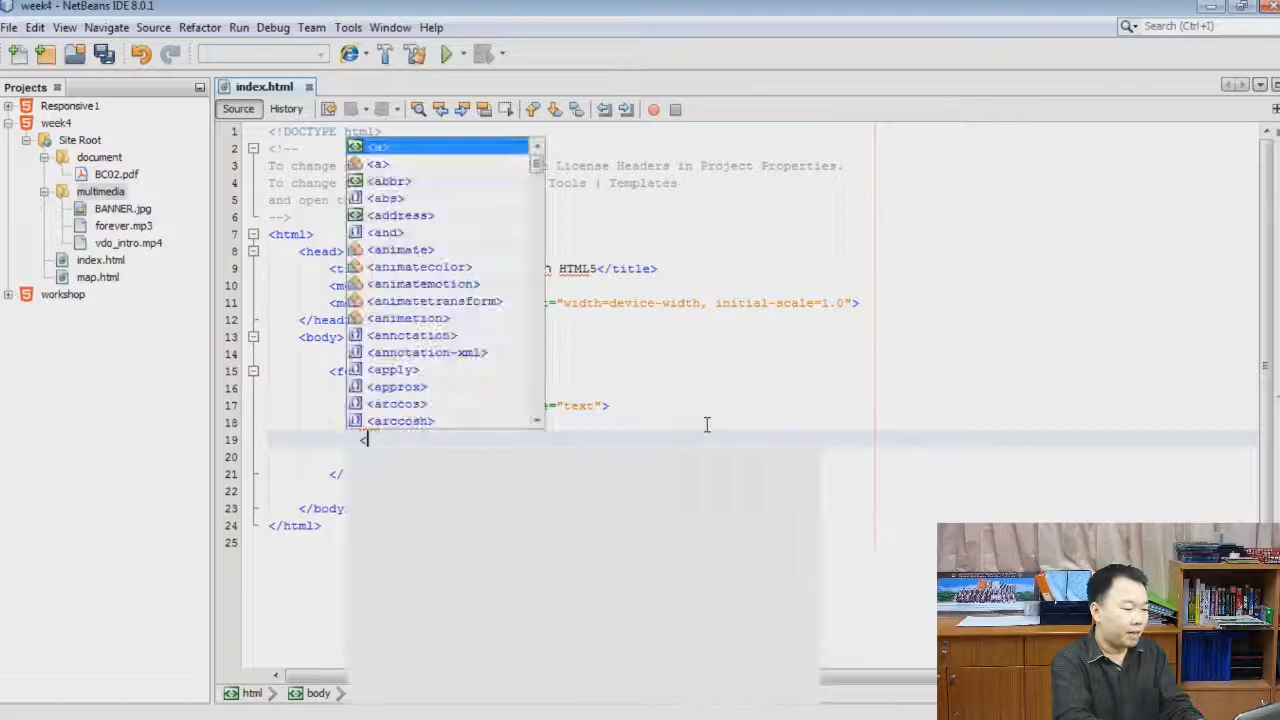 week4 - NetBeans IDE 8.0.1
File Edit View Navigate Source Refactor Run Debug Team Tools Window Help
Search (Ctrl+I)
Projects
index.html
Source History
Responsive1
week4
Site Root
document
BC02.pdf
multimedia
BANNER.jpg
forever.mp3
vdo_intro.mp4
index.html
map.html
workshop
1 <!DOCTYPE html>
2 <!--
3 To change License Headers in Project Properties.
4 To change Tools | Templates
5 and open t
6 -->
7 <html>
8 <head>
9 <t HTML5</title>
10 <m
11 <m t="width=device-width, initial-scale=1.0">
12 </head
13 <body>
14
15 <f
16
17 e="text">
18
19 <
20
21 </
22
23 </body
24 </html>
25
<a>
<a>
<abbr>
<abs>
<address>
<and>
<animate>
<animatecolor>
<animatemotion>
<animatetransform>
<animation>
<annotation>
<annotation-xml>
<apply>
<approx>
<arccos>
<arccosh>
html body